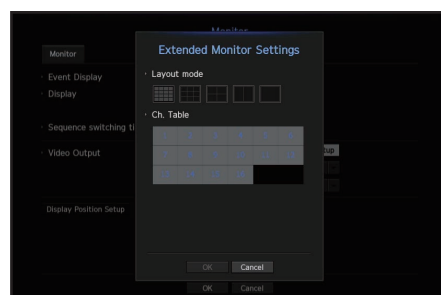 Monitor
Monitor
Extended Monitor Settings
Event Display
Display
Layout mode
Ch. Table
Sequence switching ti
Video Output
tup
Display Position Setup
OK Cancel
OK Cancel